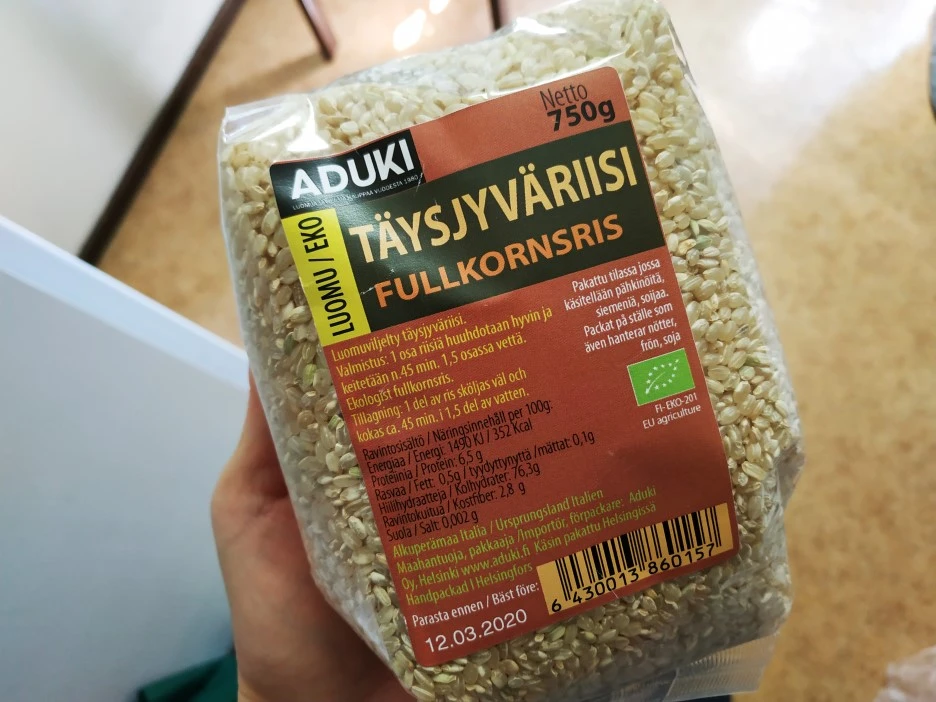 Netto
750g
ADUKI
LUOMUA JA KAUPPAA VUODESTA 1980
LUOMU / EKO
TÄYSJYVÄRIISI
FULLKORNSRIS
Pakattu tilassa jossa
käsitellään pähkinöitä,
siemeniä, soijaa.
Packat på ställe som
även hanterar nötter,
frön, soja
FI-EKO-201
EU agriculture
Luomuviljelty täysjyväriisi.
Valmistus: 1 osa riisiä huuhdotaan hyvin ja
keitetään n.45 min. 1,5 osassa vettä.
Ekologist fullkornsris.
Tillagning: 1 del av ris sköljas väl och
kokas ca. 45 min. i 1,5 del av vatten.
Ravintosisältö / Näringsinnehåll per 100g:
Energiaa / Energi: 1490 KJ / 352 Kcal
Proteiinia / Protein: 6,5 g
Rasvaa / Fett: 0,5g / tyydyttynyttä /mättat: 0,1g
Hiilihydraatteja / Kolhydrater: 76,3g
Ravintokuitua / Kostfiber: 2,8 g
Suola / Salt: 0,002 g
Alkuperämaa Italia / Ursprungsland Italien
Maahantuoja, pakkaaja /Importör, förpackare: Aduki
Oy, Helsinki www.aduki.fi Käsin pakattu Helsingissä
Handpackad I Helsingfors
Parasta ennen / Bäst före:
12.03.2020
6 430013 860157